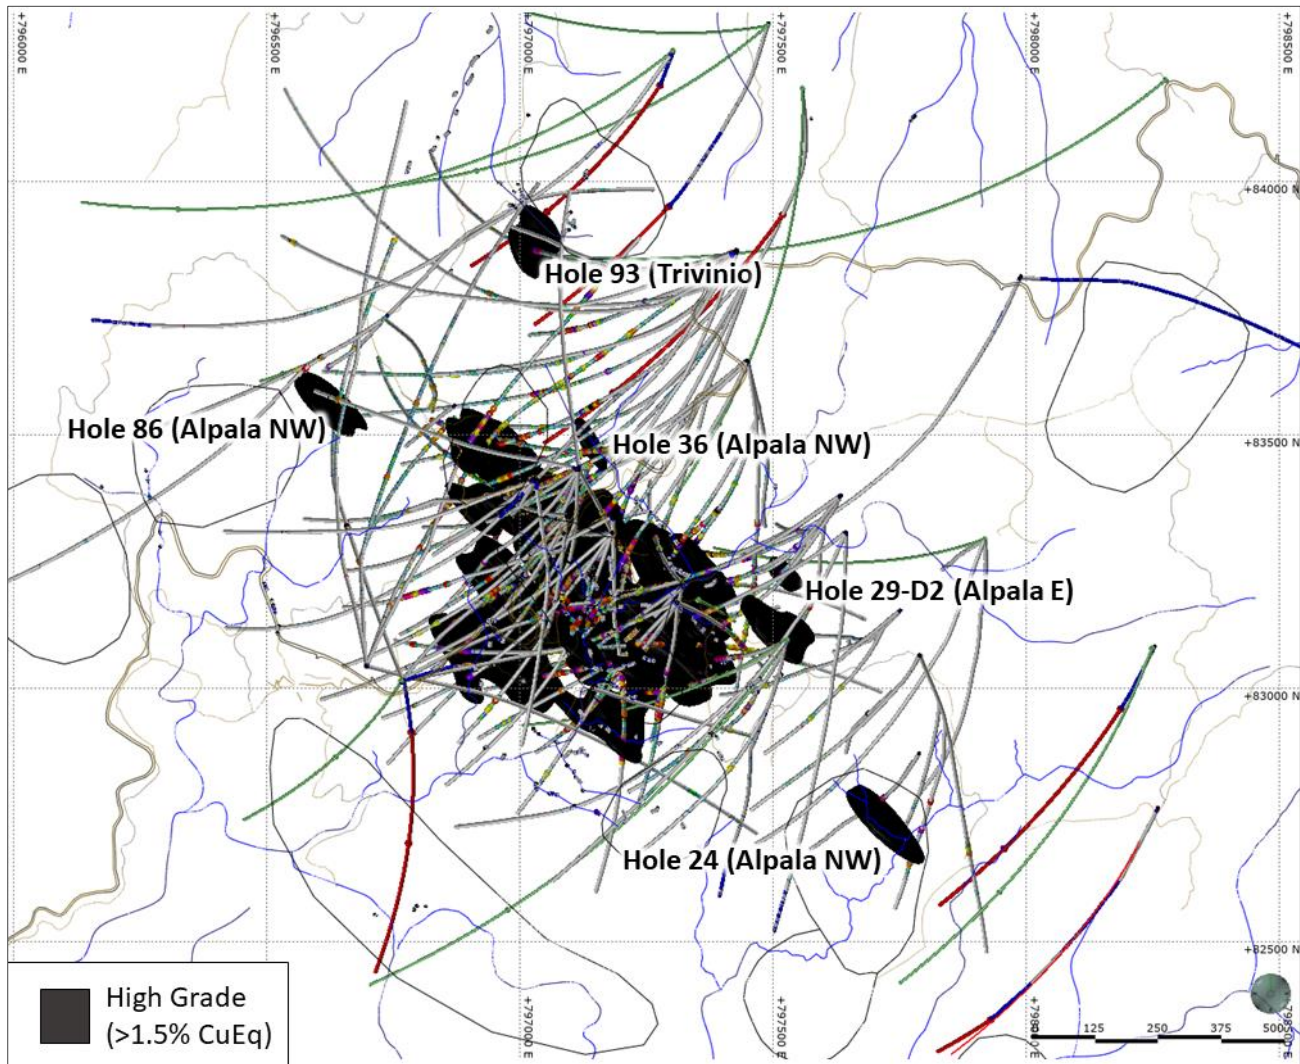 +796000 E
+796500 E
+797000 E
+797500 E
+798000 E
+798500 E
+84000 N
Hole 93 (Trivinio)
Hole 86 (Alpala NW)
Hole 36 (Alpala NW)
+83500 N
Hole 29-D2 (Alpala E)
+83000 N
Hole 24 (Alpala NW)
+82500 N
High Grade
(>1.5% CuEq)
+797000 E
+797500 E
+798000 E
+798500 E
125
250
375
500